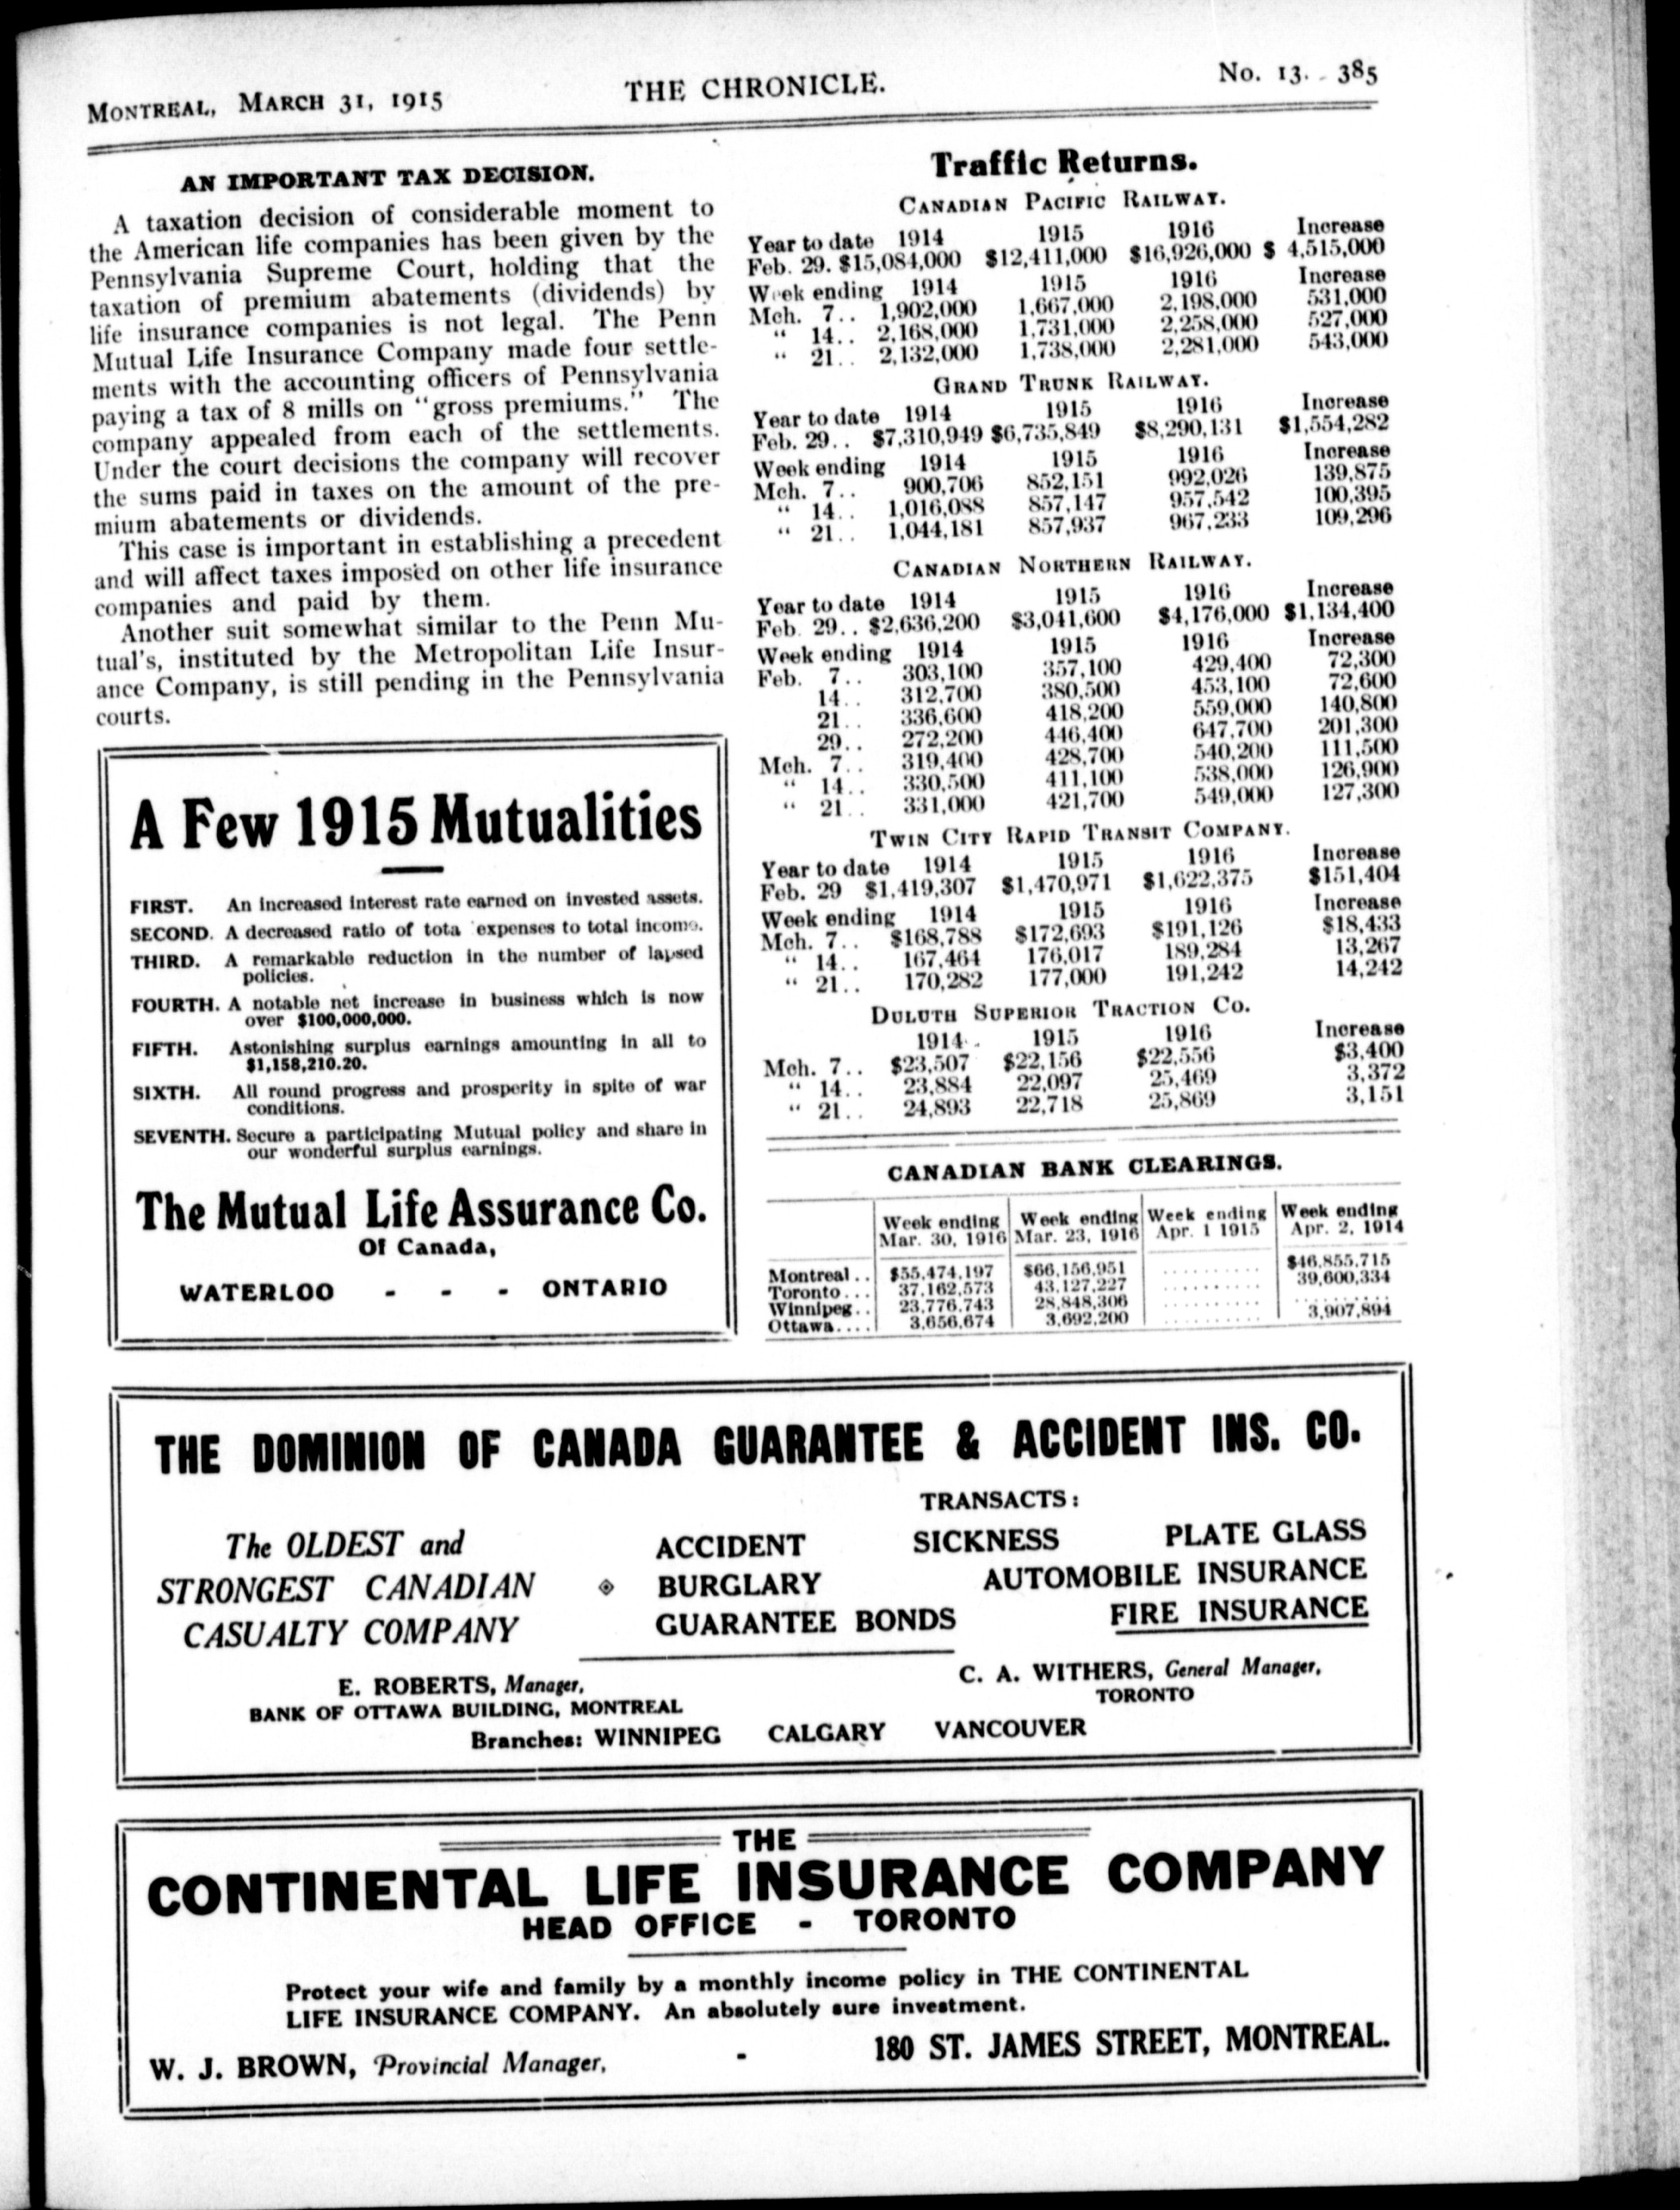 MONTREAL, MARCH 31, 1915 THE CHRONICLE. No. 13. 385
AN IMPORTANT TAX DECISION.
A taxation decision of considerable moment to
the American life companies has been given by the
Pennsylvania Supreme Court, holding that the
taxation of premium abatements (dividends) by
life insurance companies is not legal. The Penn
Mutual Life Insurance Company made four settle-
ments with the accounting officers of Pennsylvania
paying a tax of 8 mills on "gross premiums." The
company appealed from each of the settlements.
Under the court decisions the company will recover
the sums paid in taxes on the amount of the pre-
mium abatements or dividends.
This case is important in establishing a precedent
and will affect taxes imposed on other life insurance
companies and paid by them.
Another suit somewhat similar to the Penn Mu-
tual's, instituted by the Metropolitan Life Insur-
ance Company, is still pending in the Pennsylvania
courts.
A Few 1915 Mutualities
FIRST. An increased interest rate earned on invested assets.
SECOND. A decreased ratio of tota expenses to total income.
THIRD. A remarkable reduction in the number of lapsed
policies.
FOURTH. A notable net increase in business which is now
over $100,000,000.
FIFTH. Astonishing surplus earnings amounting in all to
$1,158,210.20.
SIXTH. All round progress and prosperity in spite of war
conditions.
SEVENTH. Secure a participating Mutual policy and share in
our wonderful surplus earnings.
The Mutual Life Assurance Co.
Of Canada,
WATERLOO - - - ONTARIO
Traffic Returns.
CANADIAN PACIFIC RAILWAY.
Year to date 1914 1915 1916 Increase
Feb. 29. $15,084,000 $12,411,000 $16,926,000 $ 4,515,000
Week ending 1914 1915 1916 Increase
Mch. 7.. 1,902,000 1,667,000 2,198,000 531,000
" 14.. 2,168,000 1,731,000 2,258,000 527,000
" 21.. 2,132,000 1,738,000 2,281,000 543,000
GRAND TRUNK RAILWAY.
Year to date 1914 1915 1916 Increase
Feb. 29.. $7,310,949 $6,735,849 $8,290,131 $1,554,282
Week ending 1914 1915 1916 Increase
Mch. 7.. 900,706 852,151 992,026 139,875
" 14.. 1,016,088 857,147 957,542 100,395
" 21.. 1,044,181 857,937 967,233 109,296
CANADIAN NORTHERN RAILWAY.
Year to date 1914 1915 1916 Increase
Feb. 29.. $2,636,200 $3,041,600 $4,176,000 $1,134,400
Week ending 1914 1915 1916 Increase
Feb. 7.. 303,100 357,100 429,400 72,300
14.. 312,700 380,500 453,100 72,600
21.. 336,600 418,200 559,000 140,800
29.. 272,200 446,400 647,700 201,300
Mch. 7.. 319,400 428,700 540,200 111,500
" 14.. 330,500 411,100 538,000 126,900
" 21.. 331,000 421,700 549,000 127,300
TWIN CITY RAPID TRANSIT COMPANY.
Year to date 1914 1915 1916 Increase
Feb. 29 $1,419,307 $1,470,971 $1,622,375 $151,404
Week ending 1914 1915 1916 Increase
Mch. 7.. $168,788 $172,693 $191,126 $18,433
" 14.. 167,464 176,017 189,284 13,267
" 21.. 170,282 177,000 191,242 14,242
DULUTH SUPERIOR TRACTION CO.
1914 1915 1916 Increase
Mch. 7.. $23,507 $22,156 $22,556 $3,400
" 14.. 23,884 22,097 25,469 3,372
" 21.. 24,893 22,718 25,869 3,151
CANADIAN BANK CLEARINGS.
Week ending Week ending Week ending Week ending
Mar. 30, 1916 Mar. 23, 1916 Apr. 1 1915 Apr. 2, 1914
Montreal.. $55,474,197 $66,156,951 .......... $46,855,715
Toronto... 37,162,573 43,127,227 .......... 39,600,334
Winnipeg.. 23,776,743 28,848,306 .......... ..........
Ottawa.... 3,656,674 3,692,200 .......... 3,907,894
THE DOMINION OF CANADA GUARANTEE & ACCIDENT INS. CO.
TRANSACTS:
The OLDEST and ACCIDENT SICKNESS PLATE GLASS
STRONGEST CANADIAN BURGLARY AUTOMOBILE INSURANCE
CASUALTY COMPANY GUARANTEE BONDS FIRE INSURANCE
E. ROBERTS, Manager, C. A. WITHERS, General Manager,
BANK OF OTTAWA BUILDING, MONTREAL TORONTO
Branches: WINNIPEG CALGARY VANCOUVER
THE
CONTINENTAL LIFE INSURANCE COMPANY
HEAD OFFICE - TORONTO
Protect your wife and family by a monthly income policy in THE CONTINENTAL
LIFE INSURANCE COMPANY. An absolutely sure investment.
W. J. BROWN, Provincial Manager, - 180 ST. JAMES STREET, MONTREAL.